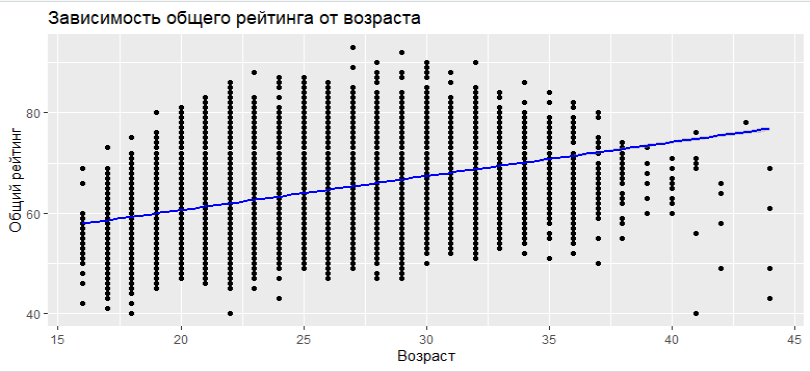 Зависимость общего рейтинга от возраста
Общий рейтинг
80
60
40
15 20 25 30 35 40 45
Возраст